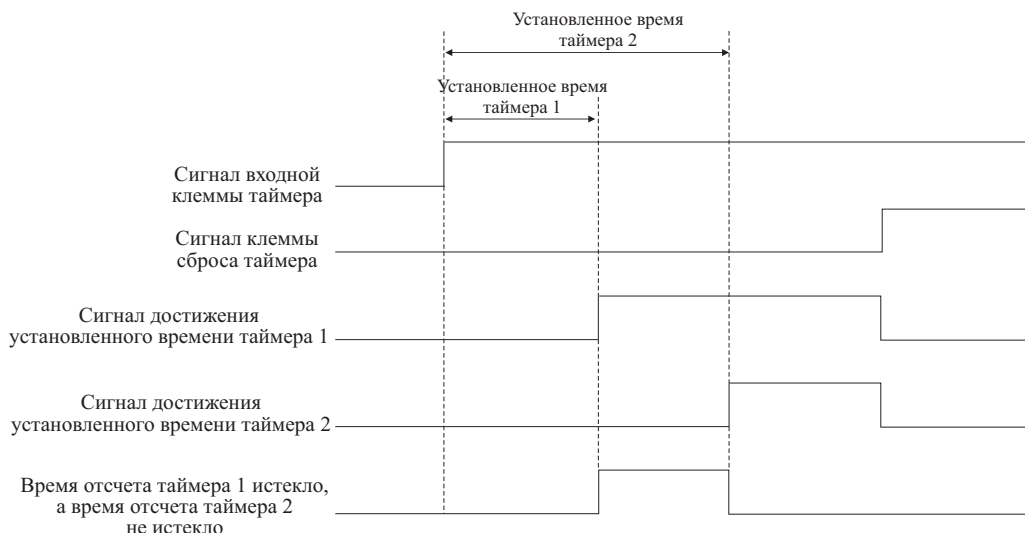 Установленное время
таймера 2
Установленное время
таймера 1
Сигнал входной
клеммы таймера
Сигнал клеммы
сброса таймера
Сигнал достижения
установленного времени таймера 1
Сигнал достижения
установленного времени таймера 2
Время отсчета таймера 1 истекло,
а время отсчета таймера 2
не истекло